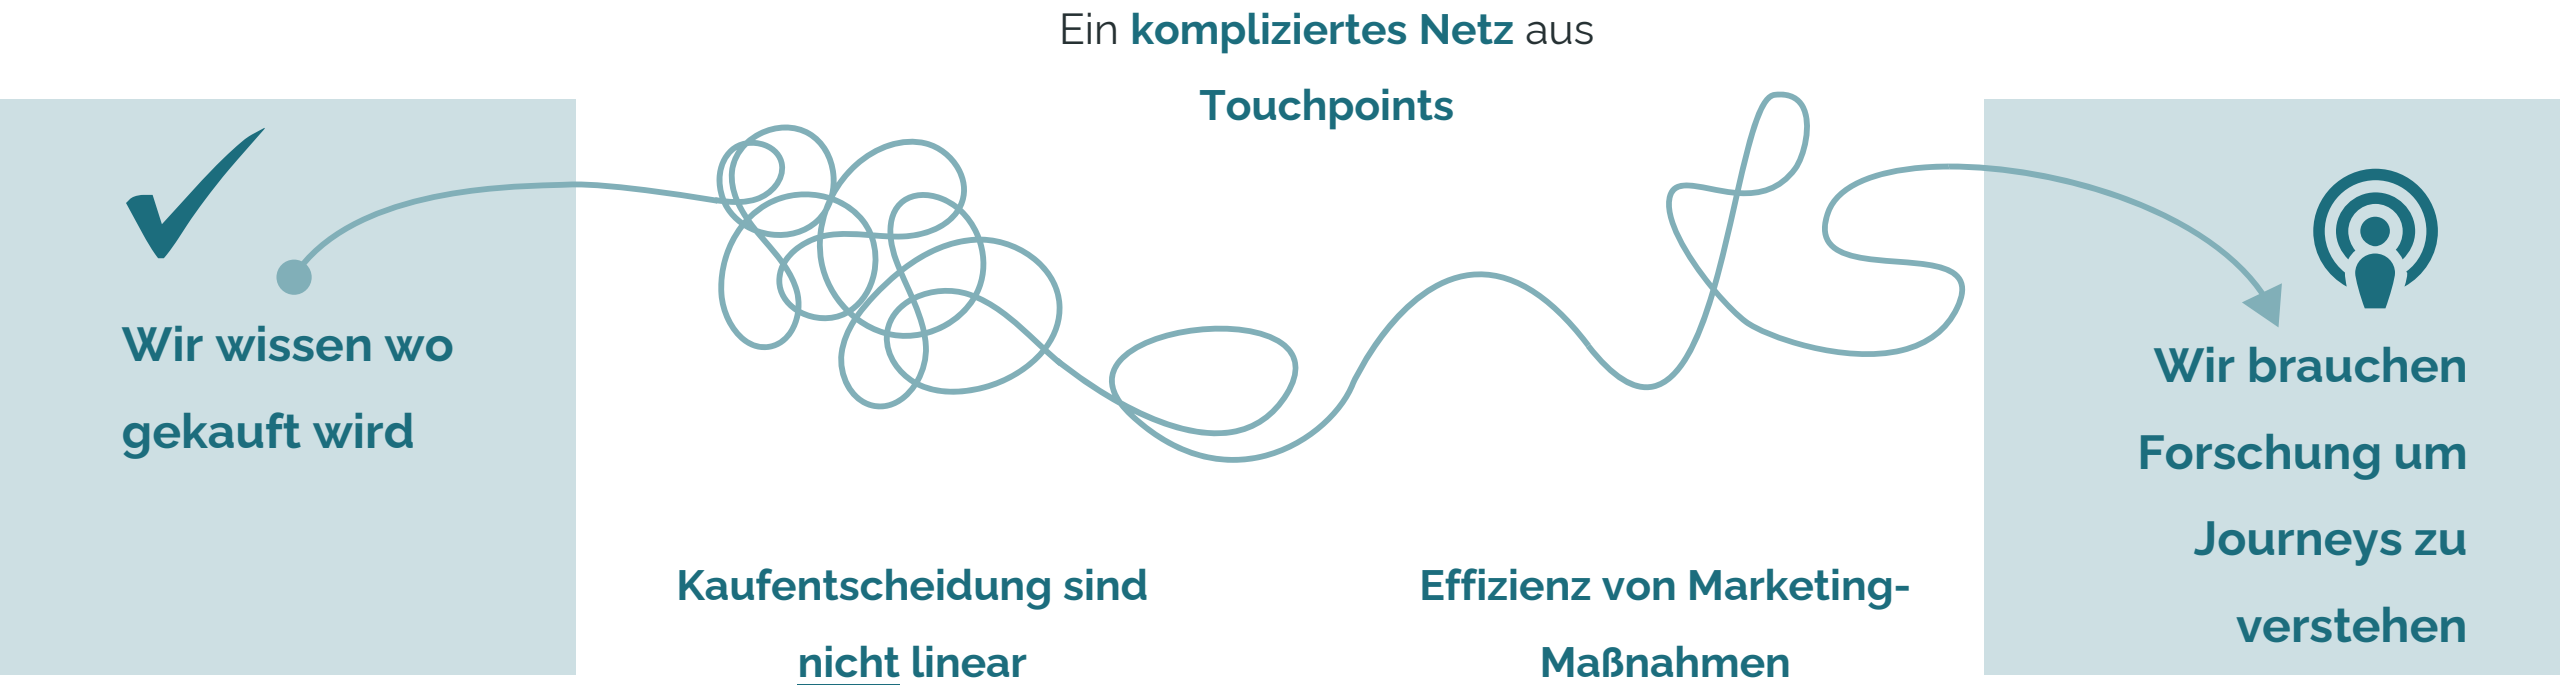 Ein kompliziertes Netz aus
Touchpoints
Wir wissen wo
gekauft wird
Kaufentscheidung sind
nicht linear
Effizienz von Marketing-
Maßnahmen
Wir brauchen
Forschung um
Journeys zu
verstehen